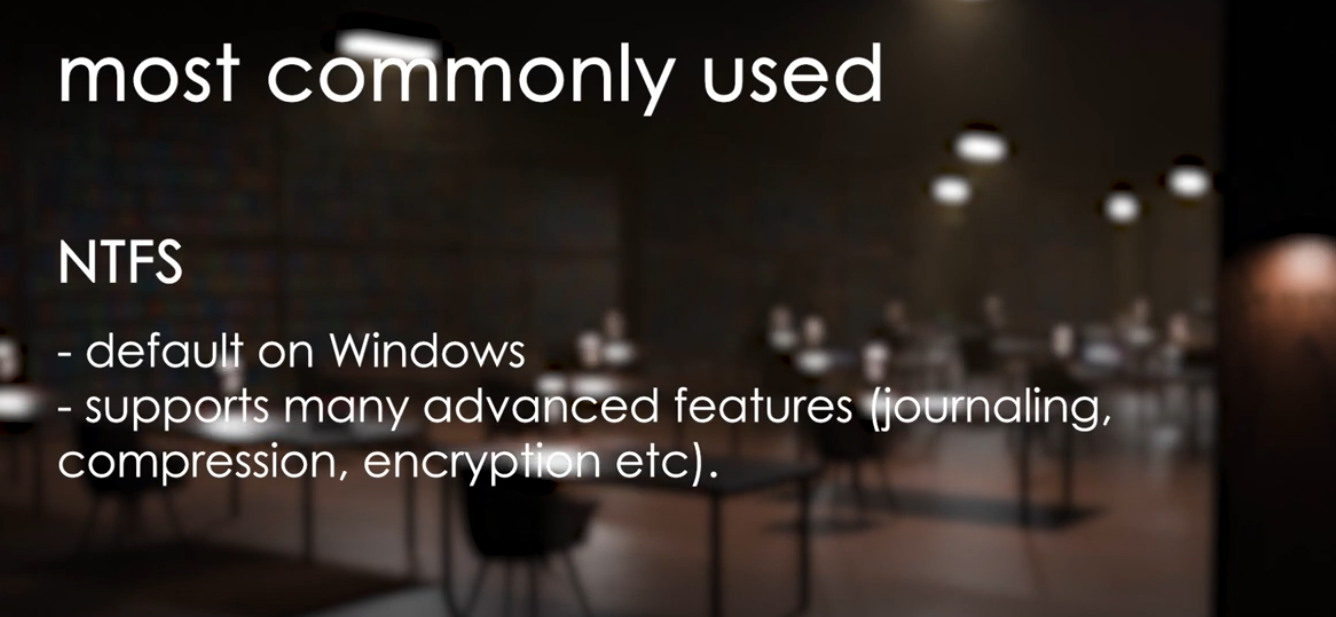 most commonly used
NTFS
- default on Windows
- supports many advanced features (journaling,
compression, encryption etc).